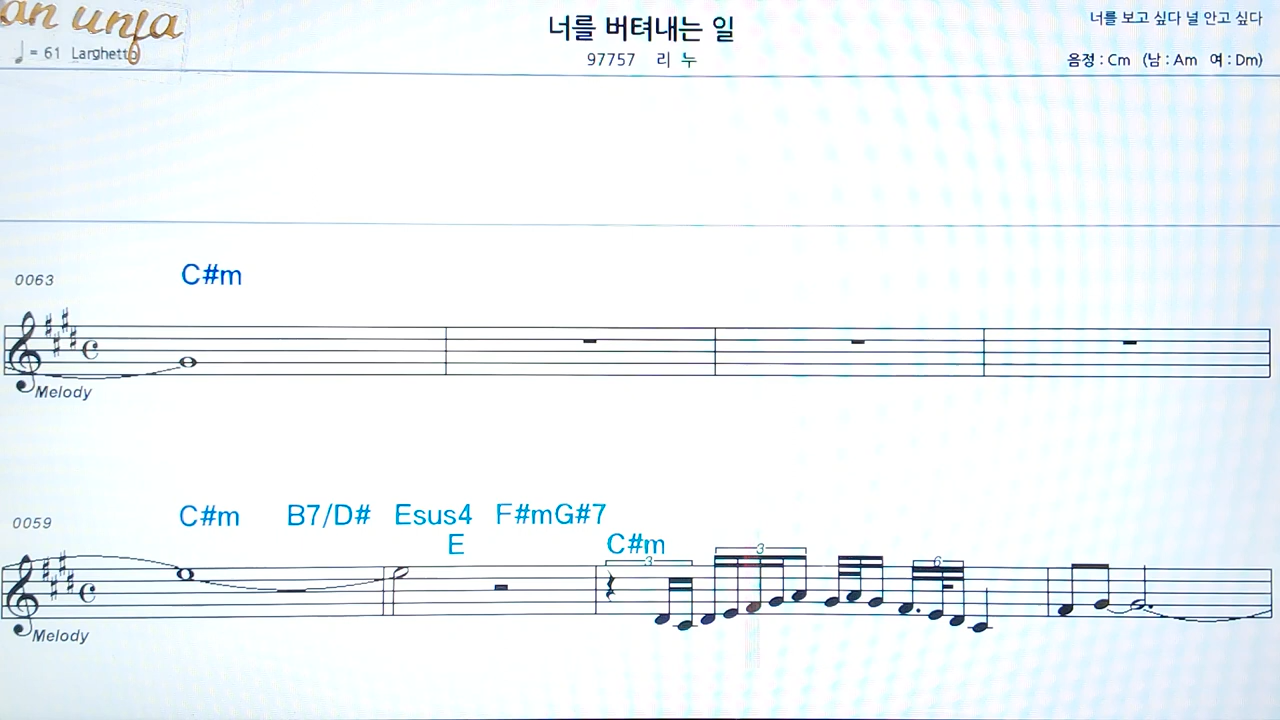 an unja
♩ = 61 Larghetto
너를 버텨내는 일
97757 리 누
너를 보고 싶다 널 안고 싶다
음정 : Cm (남 : Am 여 : Dm)
0063
C#m
Melody
0059
C#m B7/D# Esus4 F#mG#7
E C#m
3 3 6
Melody